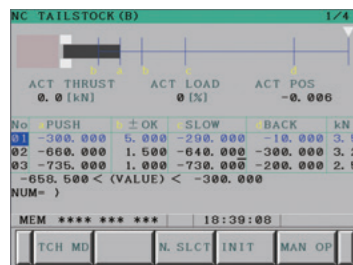 NC TAILSTOCK (B) 1/4
b a b c d
ACT THRUST ACT LOAD ACT POS
0.0 [kN] 0 [%] -0.006
No aPUSH b±OK cSLOW dBACK kN
01 -300.000 5.000 -290.000 -10.000 3.
02 -660.000 1.500 -640.000 -300.000 3.
03 -735.000 1.000 -730.000 -200.000 2.
-658.500 < (VALUE) < -300.000
NUM= }
MEM **** *** *** 18:39:08
TCH MD N. SLCT INIT MAN OP